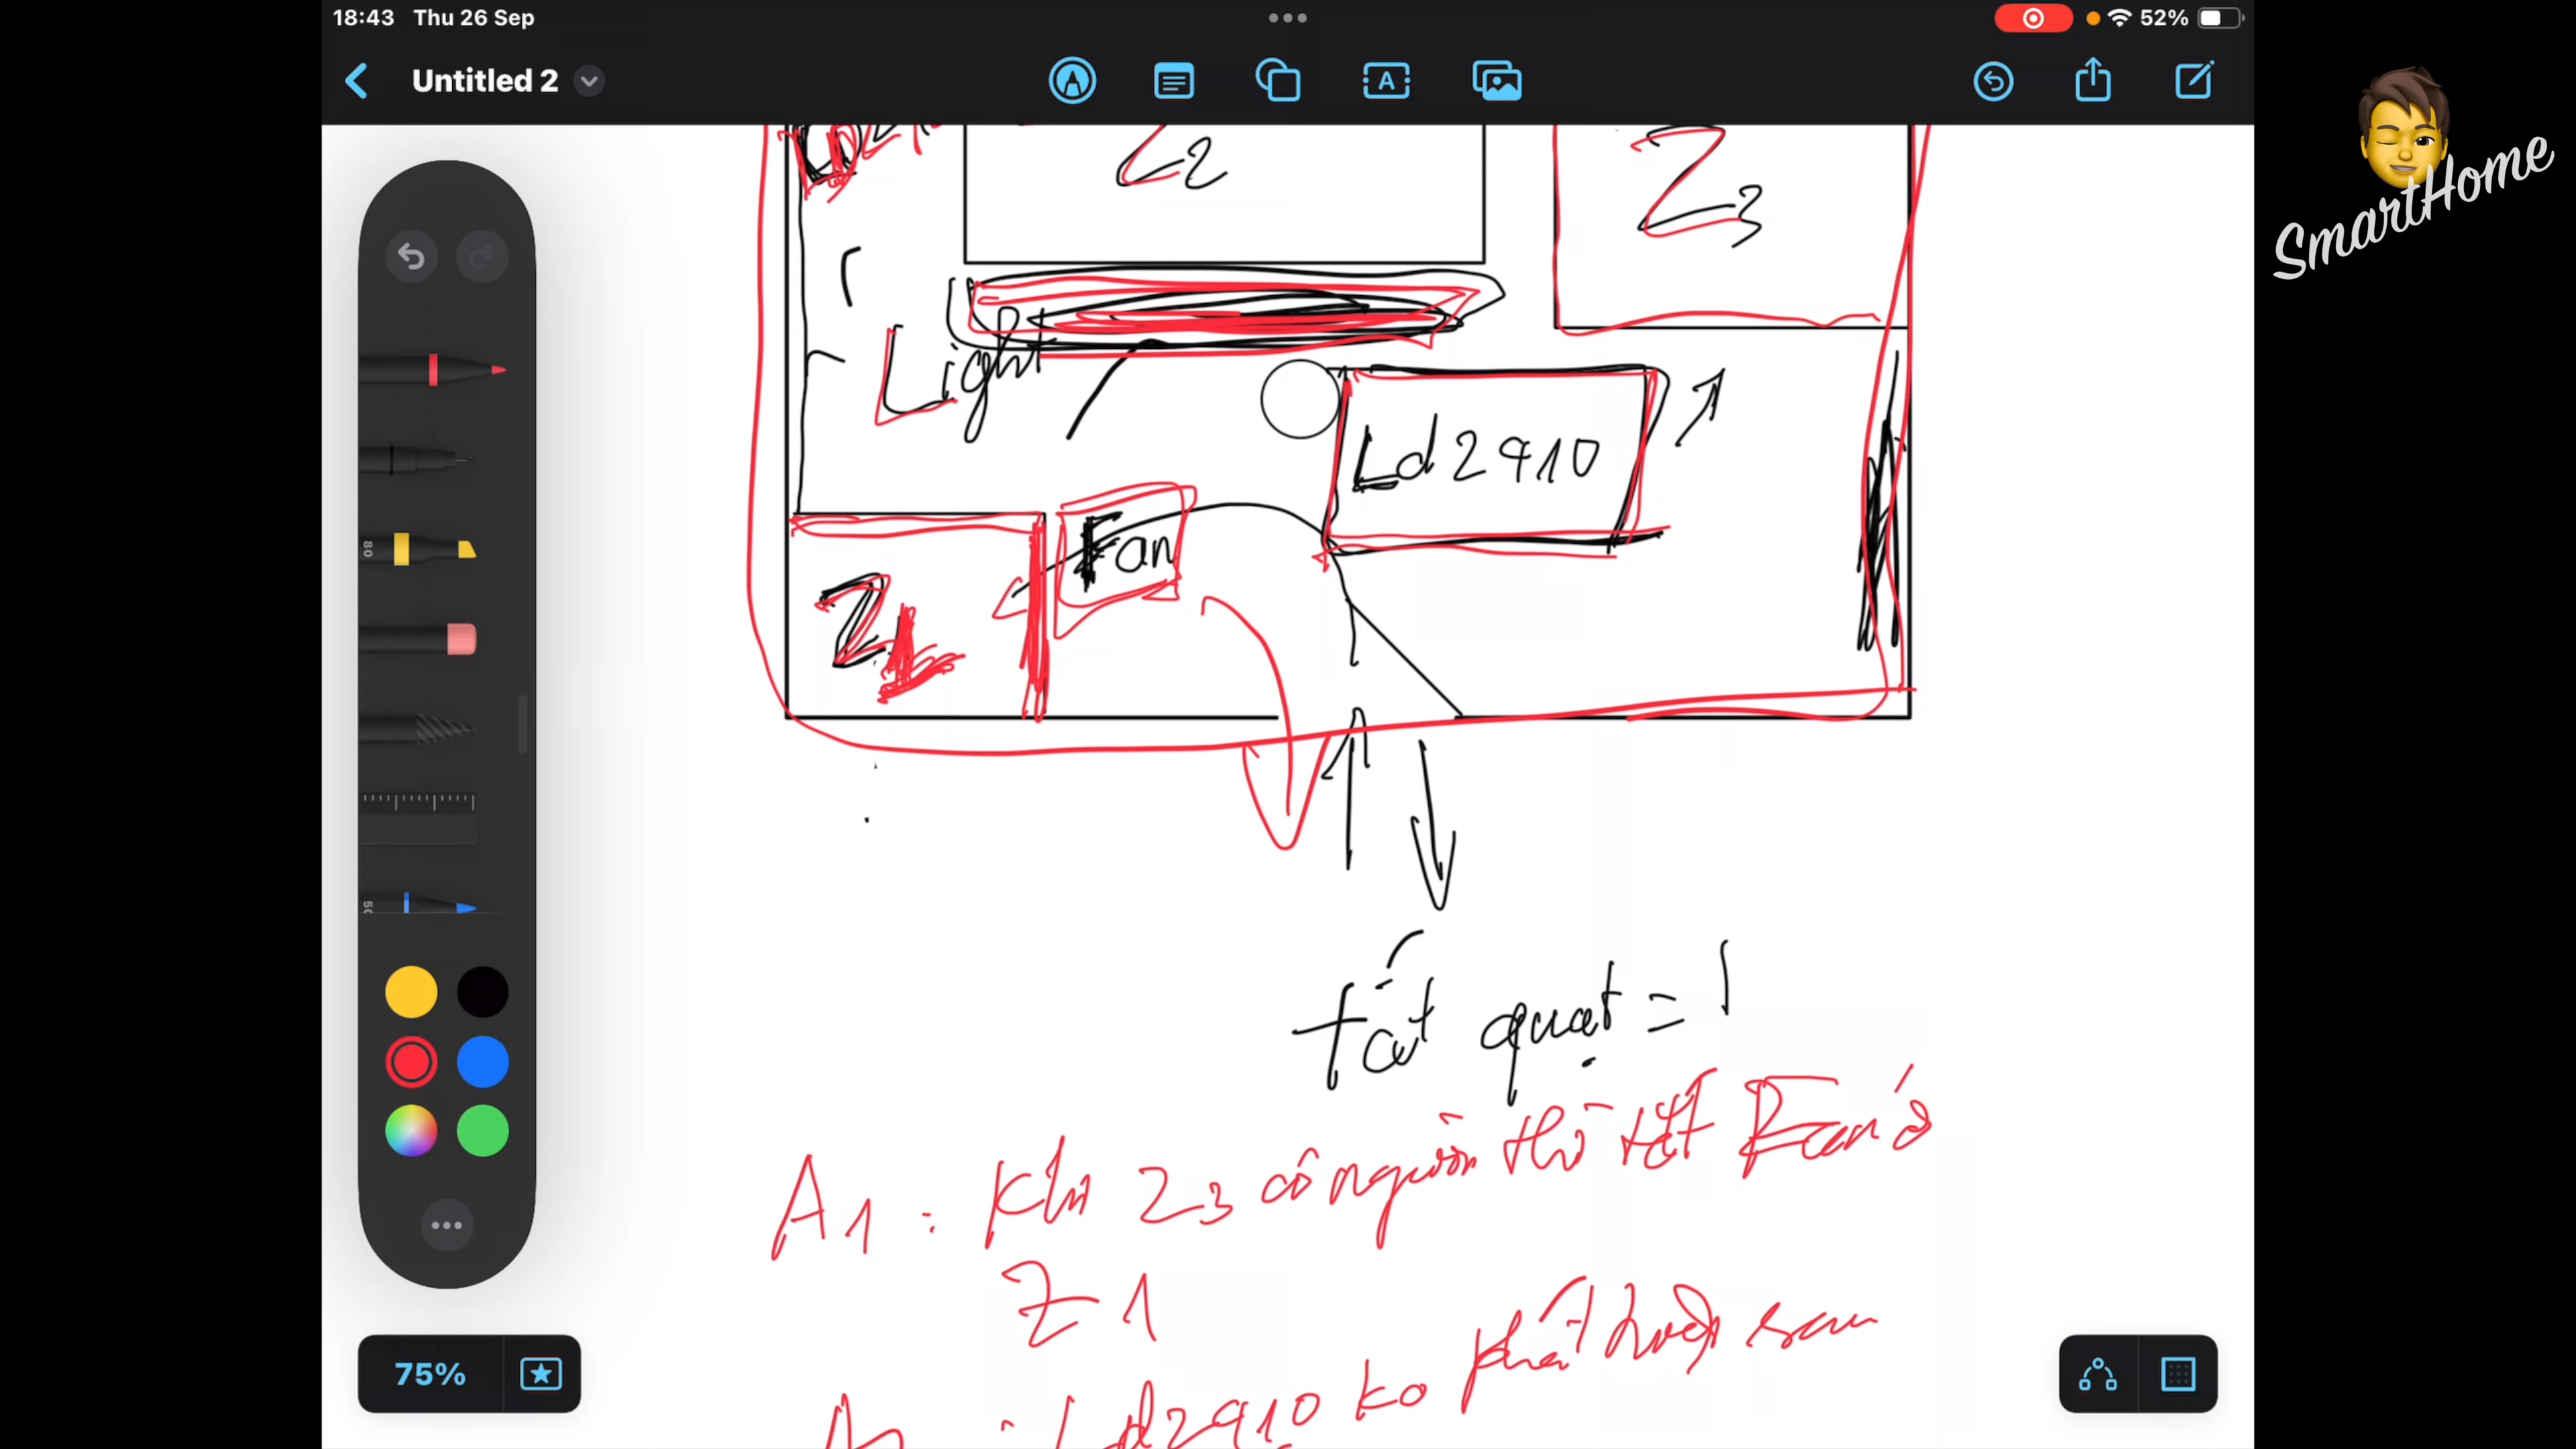 18:43 Thu 26 Sep
52%
Untitled 2
SmartHome
Z2
Z3
Light
Ld2410
Fan
Z1
80
tắt quạt = 1
A1: Khi Z3 có người thì tắt Fan ở
Z1
: Ld2410 ko phát hiện sau
75%